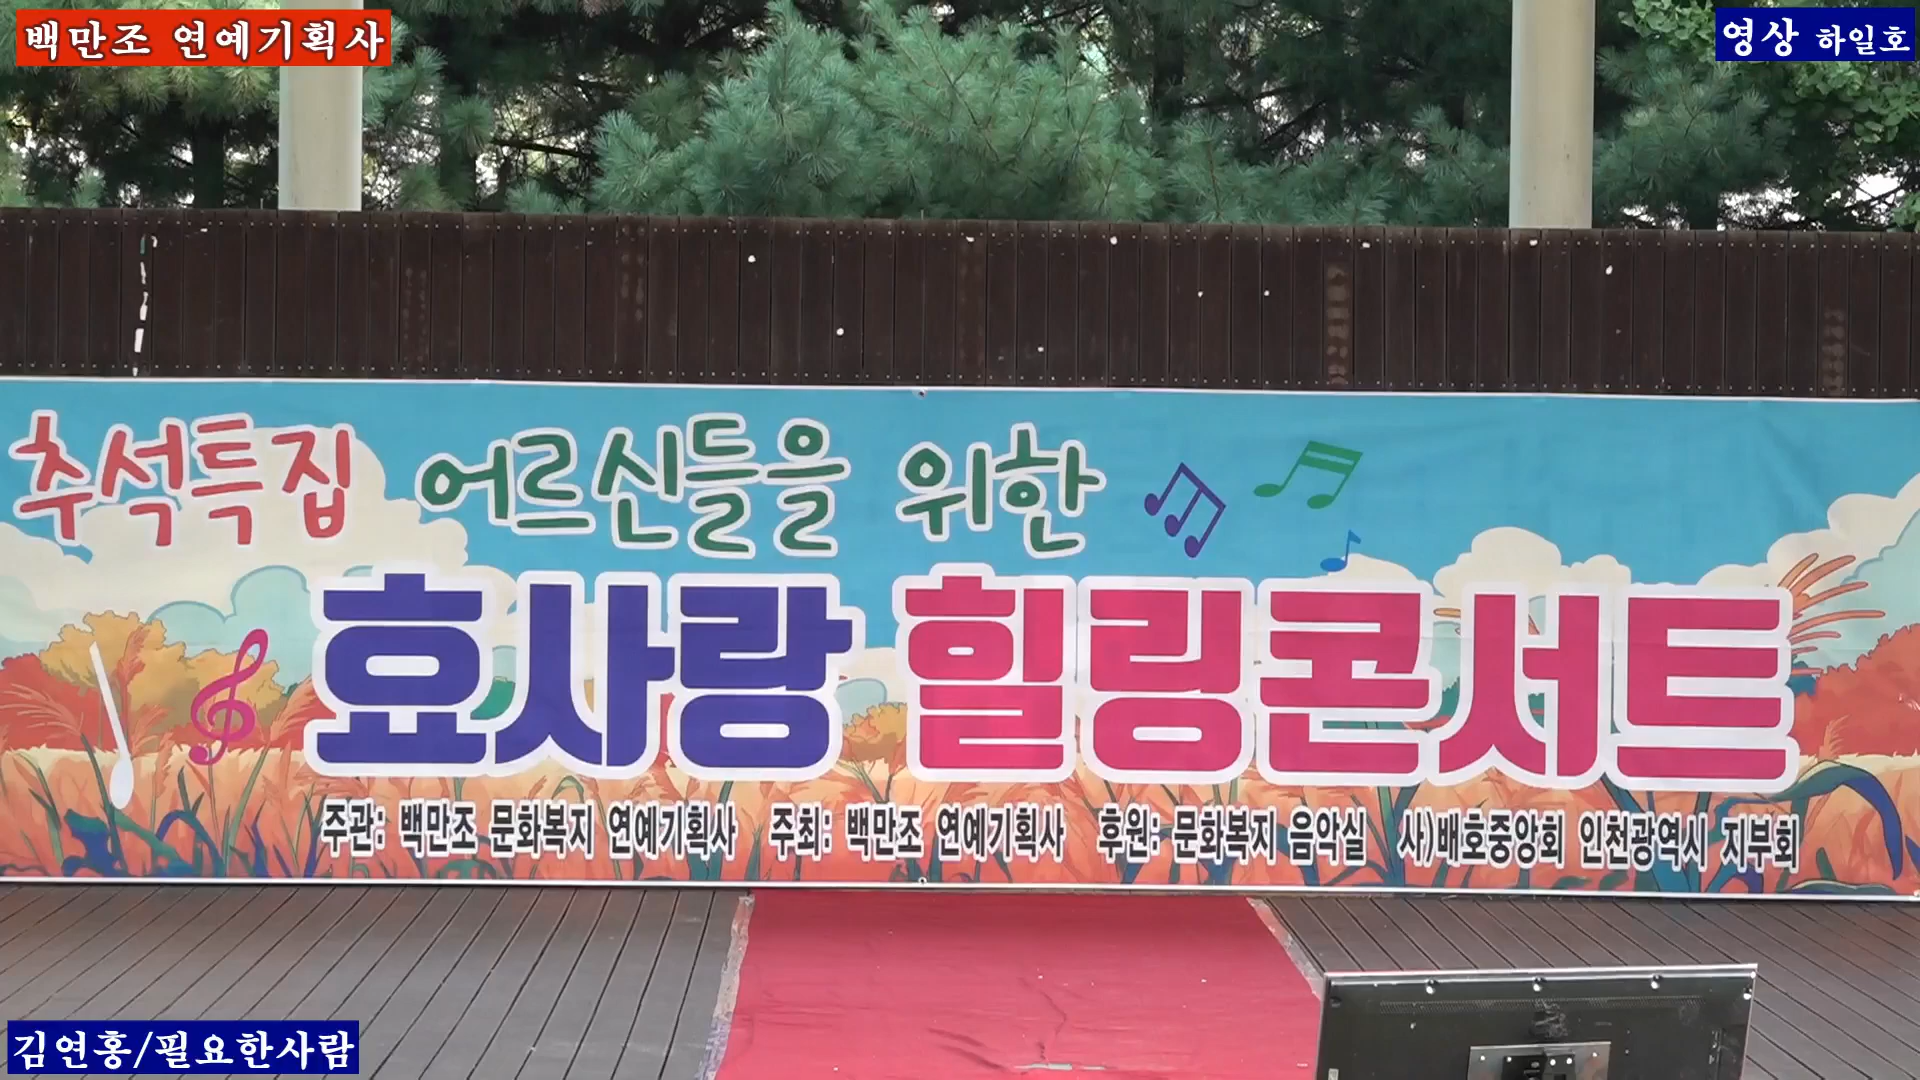 백만조 연예기획사
영상 하일호
추석특집 어르신들을 위한
효사랑 힐링콘서트
주관: 백만조 문화복지 연예기획사 주최: 백만조 연예기획사 후원: 문화복지 음악실 사)배호중앙회 인천광역시 지부회
김연홍/필요한사람